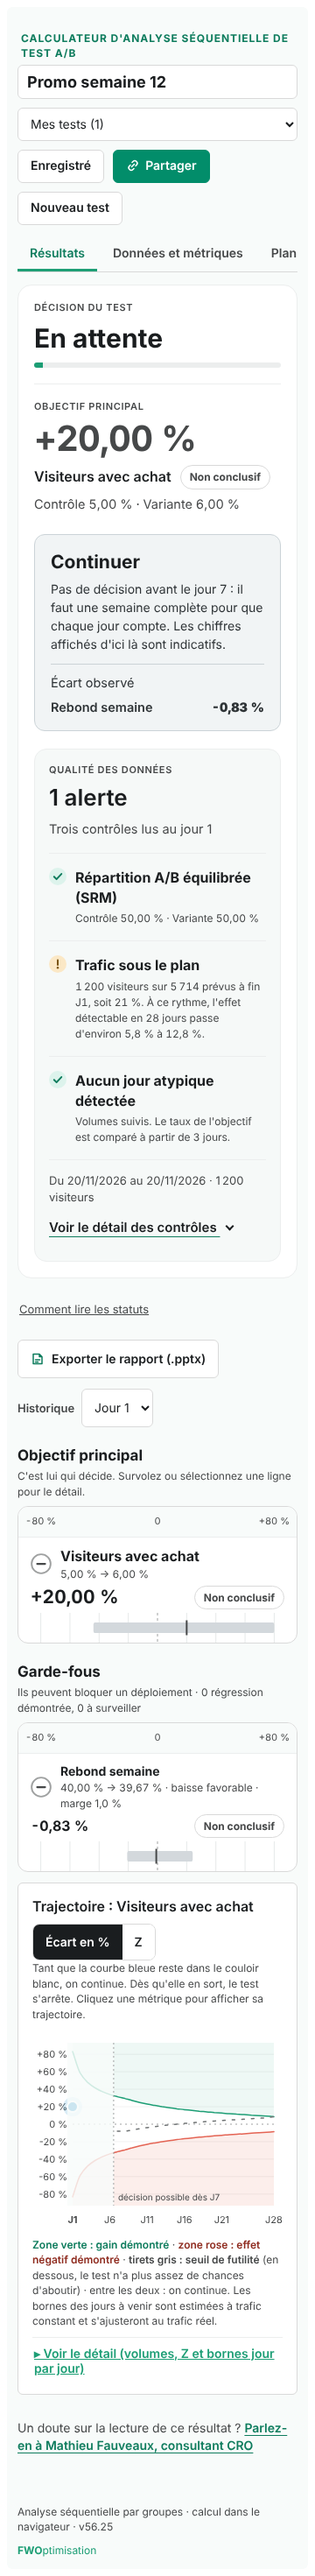 CALCULATEUR D'ANALYSE SÉQUENTIELLE DE
TEST A/B
Promo semaine 12
Mes tests (1)
Enregistré
Partager
Nouveau test
Résultats
Données et métriques
Plan
DÉCISION DU TEST
En attente
OBJECTIF PRINCIPAL
+20,00 %
Visiteurs avec achat
Non conclusif
Contrôle 5,00 % · Variante 6,00 %
Continuer
Pas de décision avant le jour 7 : il
faut une semaine complète pour que
chaque jour compte. Les chiffres
affichés d'ici là sont indicatifs.
Écart observé
Rebond semaine
-0,83 %
QUALITÉ DES DONNÉES
1 alerte
Trois contrôles lus au jour 1
Répartition A/B équilibrée
(SRM)
Contrôle 50,00 % · Variante 50,00 %
Trafic sous le plan
1 200 visiteurs sur 5 714 prévus à fin
J1, soit 21 %. À ce rythme, l'effet
détectable en 28 jours passe
d'environ 5,8 % à 12,8 %.
Aucun jour atypique
détectée
Volumes suivis. Le taux de l'objectif
est comparé à partir de 3 jours.
Du 20/11/2026 au 20/11/2026 · 1 200
visiteurs
Voir le détail des contrôles
Comment lire les statuts
Exporter le rapport (.pptx)
Historique
Jour 1
Objectif principal
C'est lui qui décide. Survolez ou sélectionnez une ligne
pour le détail.
-80 %
0
+80 %
Visiteurs avec achat
5,00 % → 6,00 %
+20,00 %
Non conclusif
Garde-fous
Ils peuvent bloquer un déploiement · 0 régression
démontrée, 0 à surveiller
-80 %
0
+80 %
Rebond semaine
40,00 % → 39,67 % · baisse favorable ·
marge 1,0 %
-0,83 %
Non conclusif
Trajectoire : Visiteurs avec achat
Écart en %
Z
Tant que la courbe bleue reste dans le couloir
blanc, on continue. Dès qu'elle en sort, le test
s'arrête. Cliquez une métrique pour afficher sa
trajectoire.
+80 %
+60 %
+40 %
+20 %
0 %
-20 %
-40 %
-60 %
-80 %
décision possible dès J7
J1
J6
J11
J16
J21
J28
Zone verte : gain démontré · zone rose : effet
négatif démontré · tirets gris : seuil de futilité (en
dessous, le test n'a plus assez de chances
d'aboutir) · entre les deux : on continue. Les
bornes des jours à venir sont estimées à trafic
constant et s'ajusteront au trafic réel.
▸ Voir le détail (volumes, Z et bornes jour
par jour)
Un doute sur la lecture de ce résultat ? Parlez-
en à Mathieu Fauveaux, consultant CRO
Analyse séquentielle par groupes · calcul dans le
navigateur · v56.25
FWOptimisation